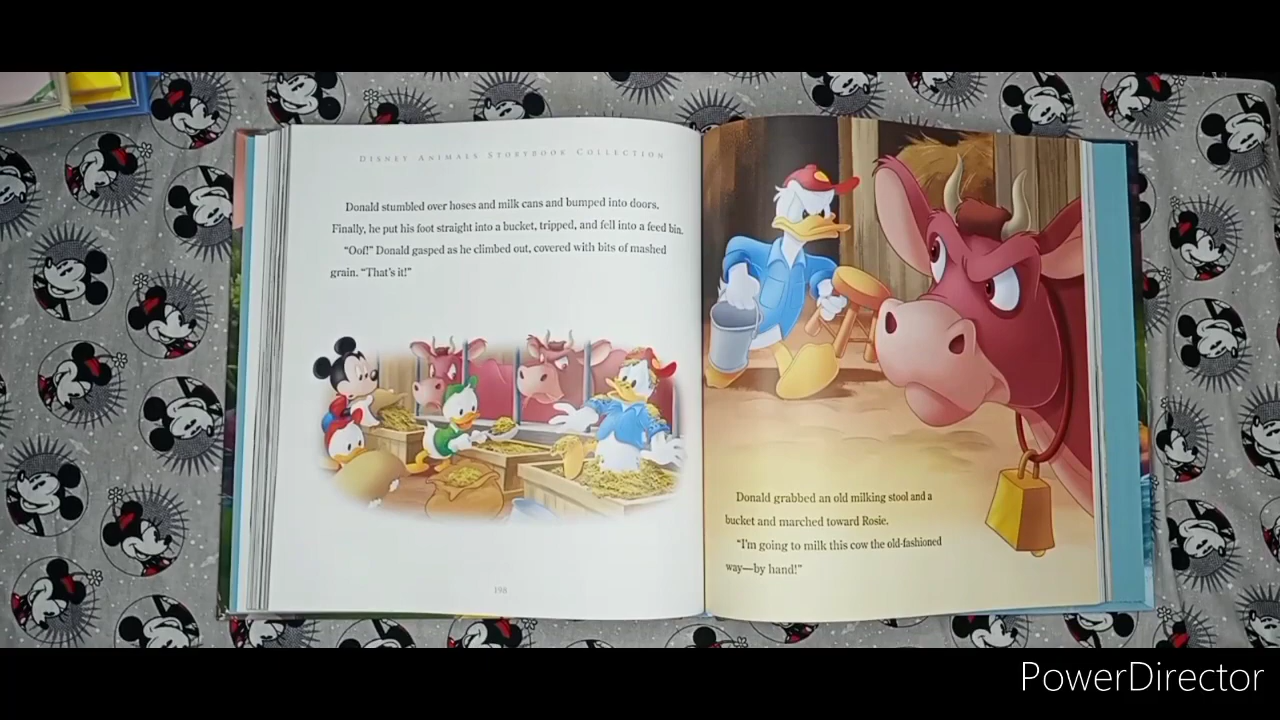 DISNEY ANIMALS STORYBOOK COLLECTION
Donald stumbled over hoses and milk cans and bumped into doors.
Finally, he put his foot straight into a bucket, tripped, and fell into a feed bin.
“Oof!” Donald gasped as he climbed out, covered with bits of mashed
grain. “That’s it!”
198
Donald grabbed an old milking stool and a
bucket and marched toward Rosie.
“I’m going to milk this cow the old-fashioned
way—by hand!”
PowerDirector